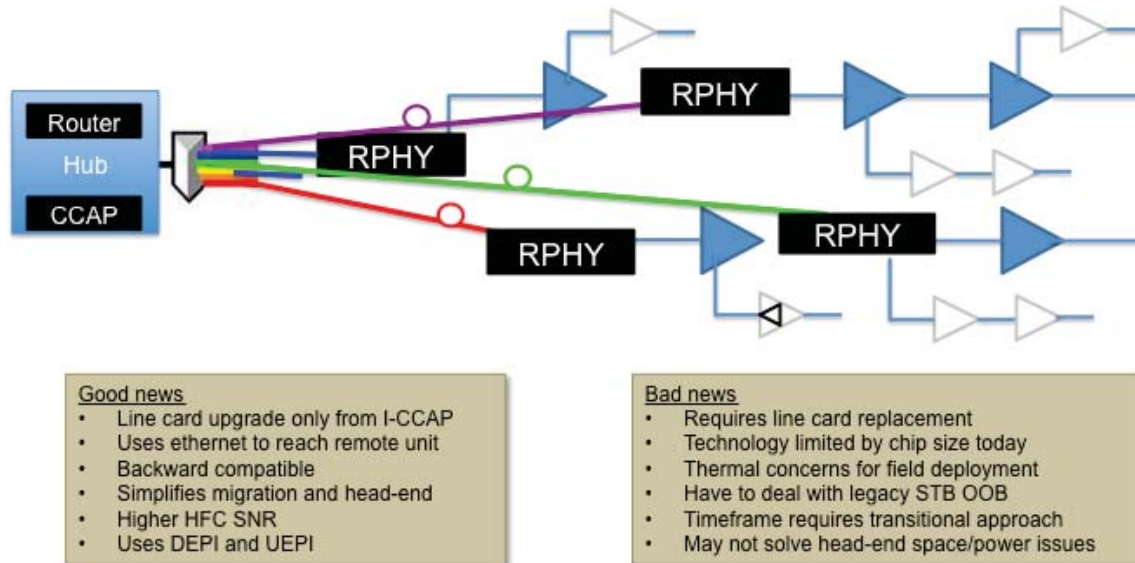 Router
Hub
CCAP
RPHY
RPHY
RPHY
RPHY
Good news
• Line card upgrade only from I-CCAP
• Uses ethernet to reach remote unit
• Backward compatible
• Simplifies migration and head-end
• Higher HFC SNR
• Uses DEPI and UEPI
Bad news
• Requires line card replacement
• Technology limited by chip size today
• Thermal concerns for field deployment
• Have to deal with legacy STB OOB
• Timeframe requires transitional approach
• May not solve head-end space/power issues